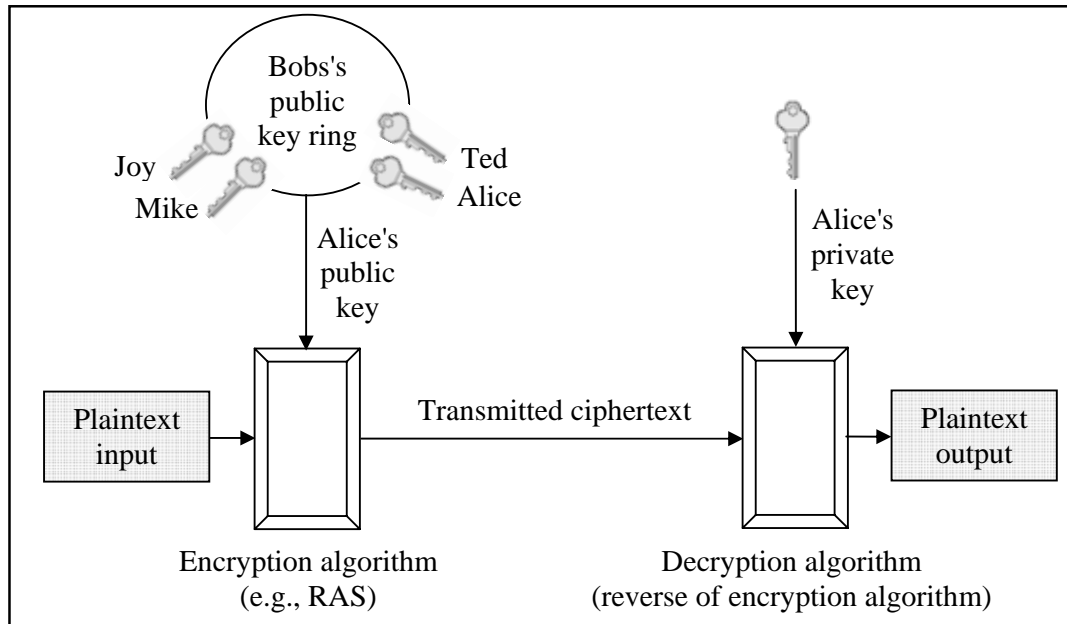 Bobs's
public
key ring
Joy
Mike
Ted
Alice
Alice's
public
key
Alice's
private
key
Plaintext
input
Transmitted ciphertext
Plaintext
output
Encryption algorithm
(e.g., RAS)
Decryption algorithm
(reverse of encryption algorithm)